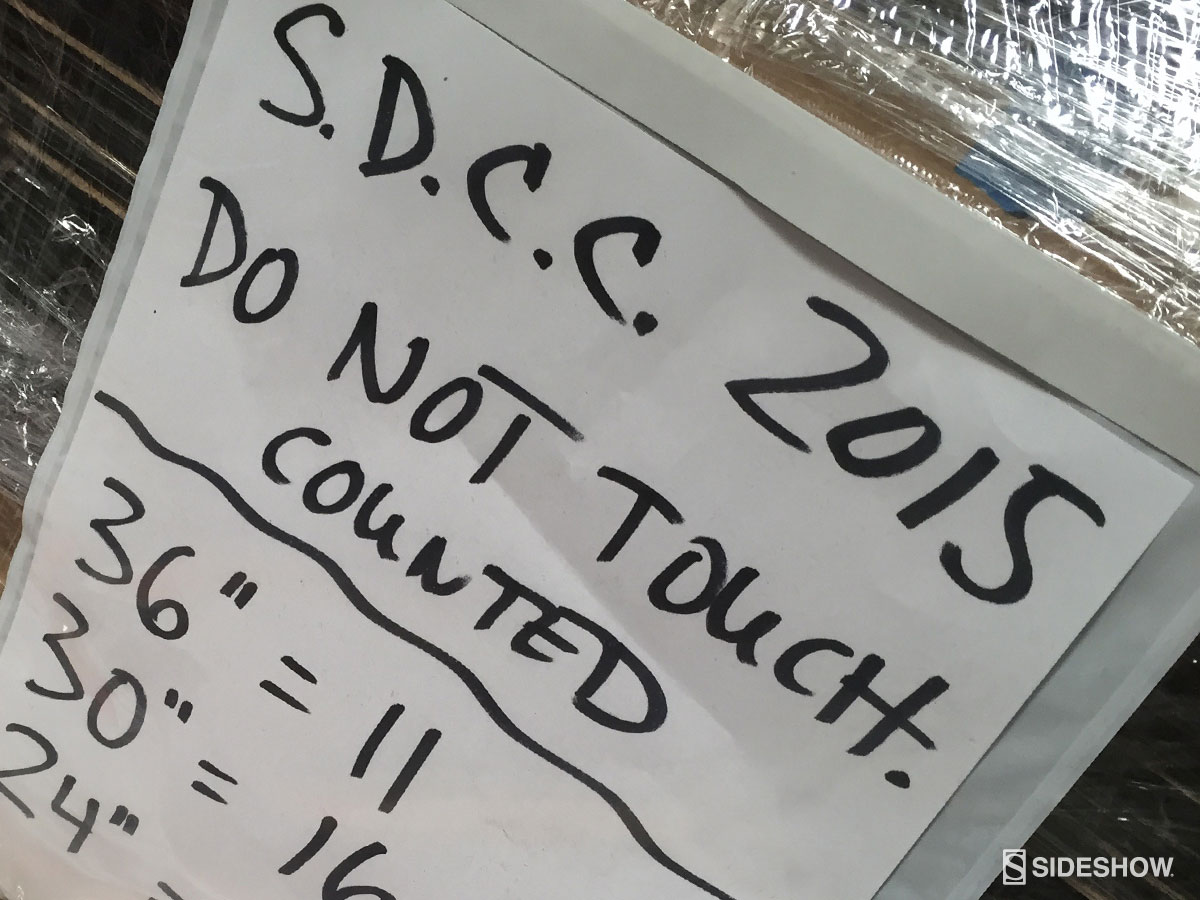 S.D.C.C. 2015
DO NOT TOUCH.
COUNTED
36" = 11
30" = 16
24" =
SIDESHOW